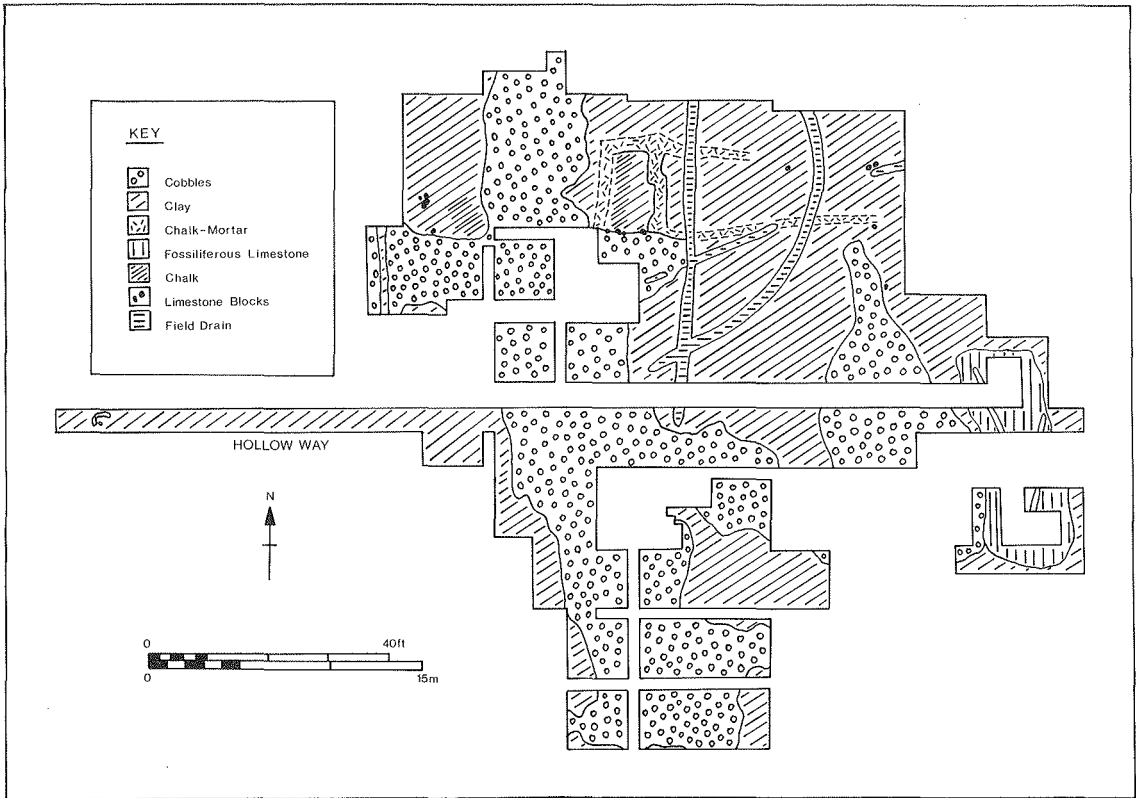 KEY
Cobbles
Clay
Chalk-Mortar
Fossiliferous Limestone
Chalk
Limestone Blocks
Field Drain
HOLLOW WAY
N
0 40ft
0 15m